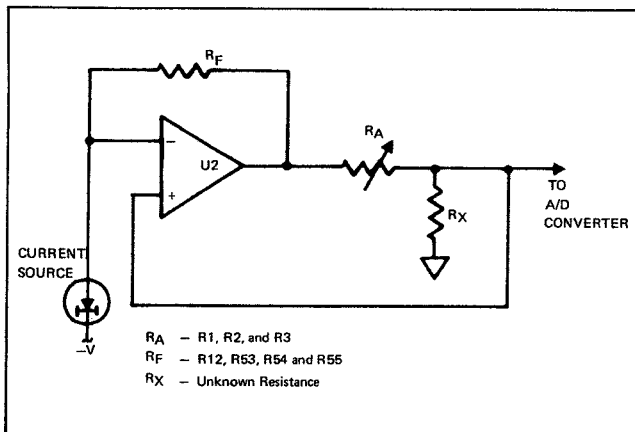 RF
RA
−
U2
+
TO
A/D
CONVERTER
RX
CURRENT
SOURCE
−V
RA – R1, R2, and R3
RF – R12, R53, R54 and R55
RX – Unknown Resistance